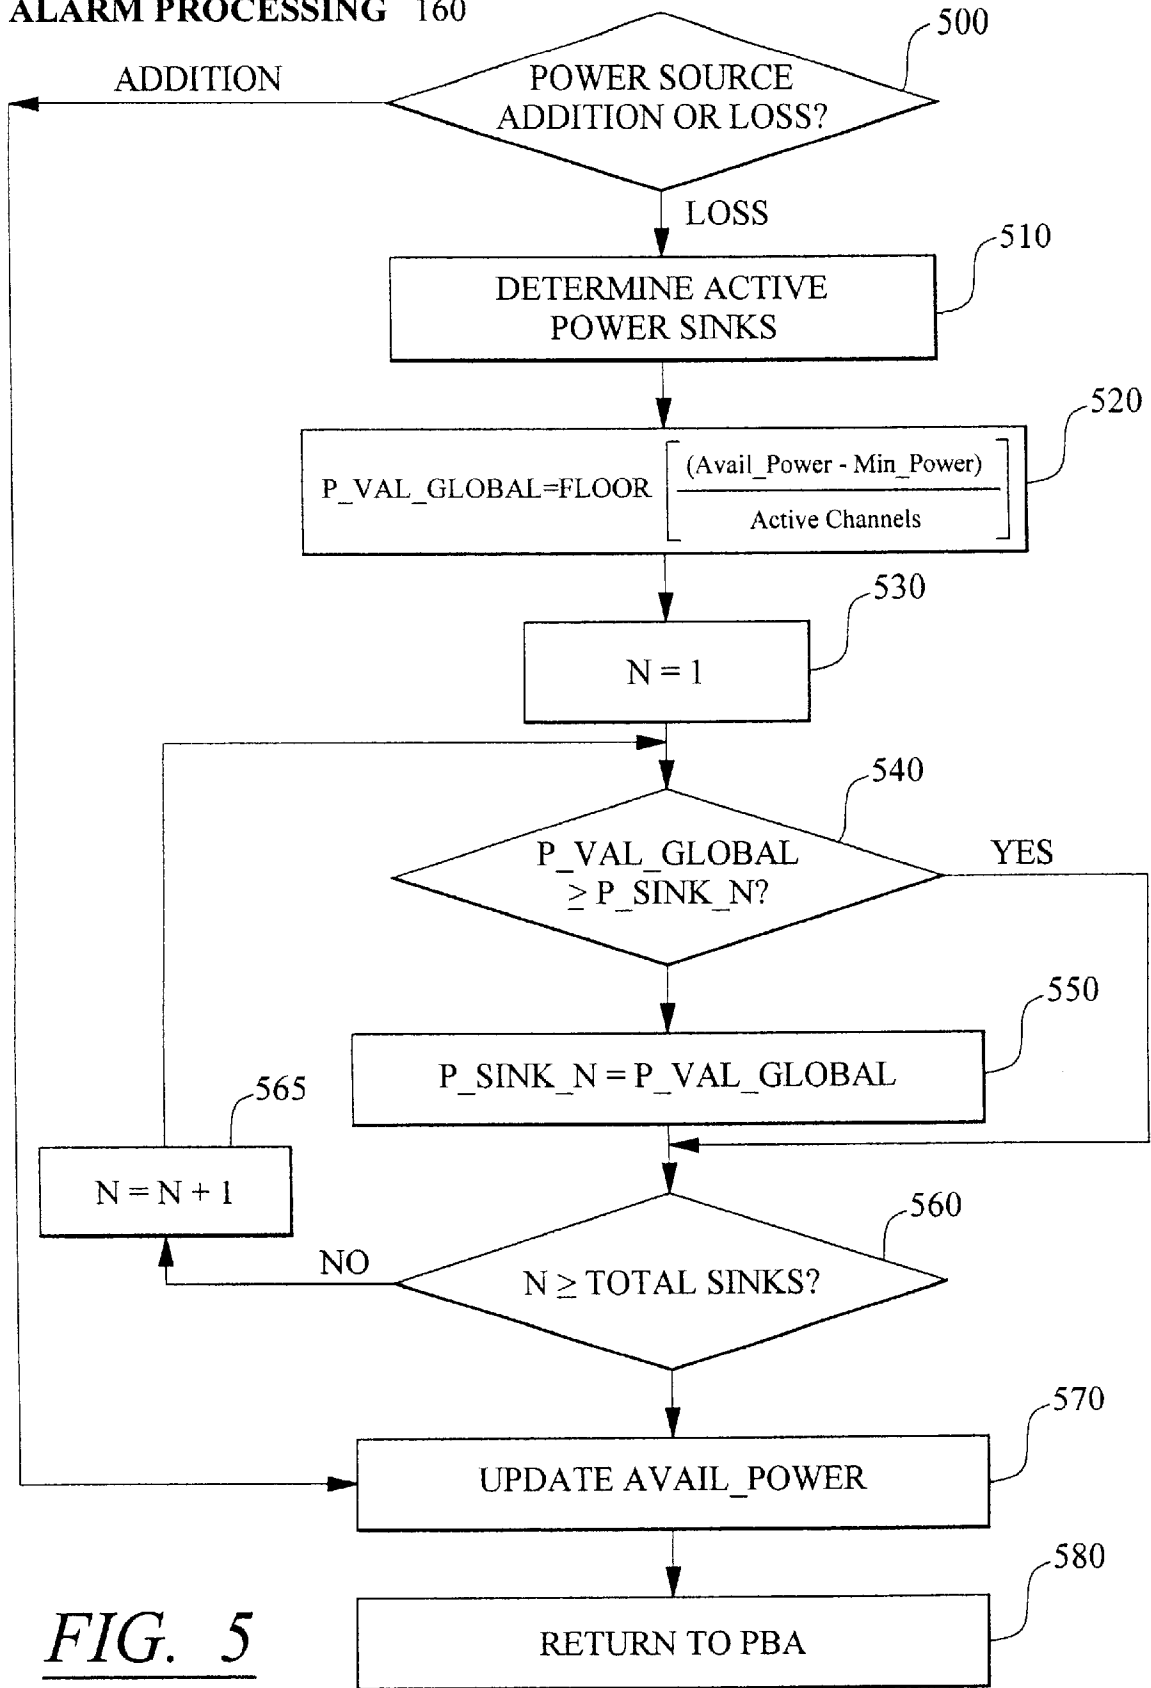 ALARM PROCESSING 160
500
ADDITION
POWER SOURCE
ADDITION OR LOSS?
LOSS
510
DETERMINE ACTIVE
POWER SINKS
520
P_VAL_GLOBAL=FLOOR
(Avail_Power - Min_Power)
Active Channels
530
N = 1
540
P_VAL_GLOBAL
≥ P_SINK_N?
YES
550
P_SINK_N = P_VAL_GLOBAL
565
N = N + 1
560
NO
N ≥ TOTAL SINKS?
570
UPDATE AVAIL_POWER
580
RETURN TO PBA
FIG. 5